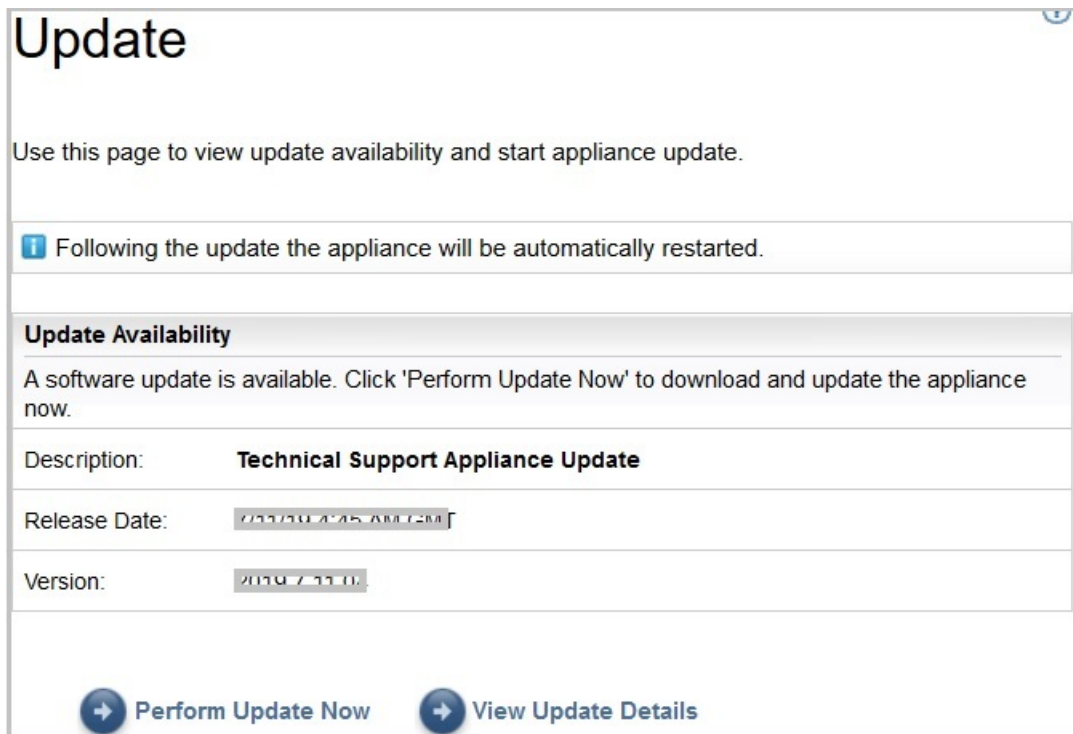 Update
Use this page to view update availability and start appliance update.
Following the update the appliance will be automatically restarted.
Update Availability
A software update is available. Click 'Perform Update Now' to download and update the appliance
now.
Description: Technical Support Appliance Update
Release Date:
Version:
Perform Update Now View Update Details